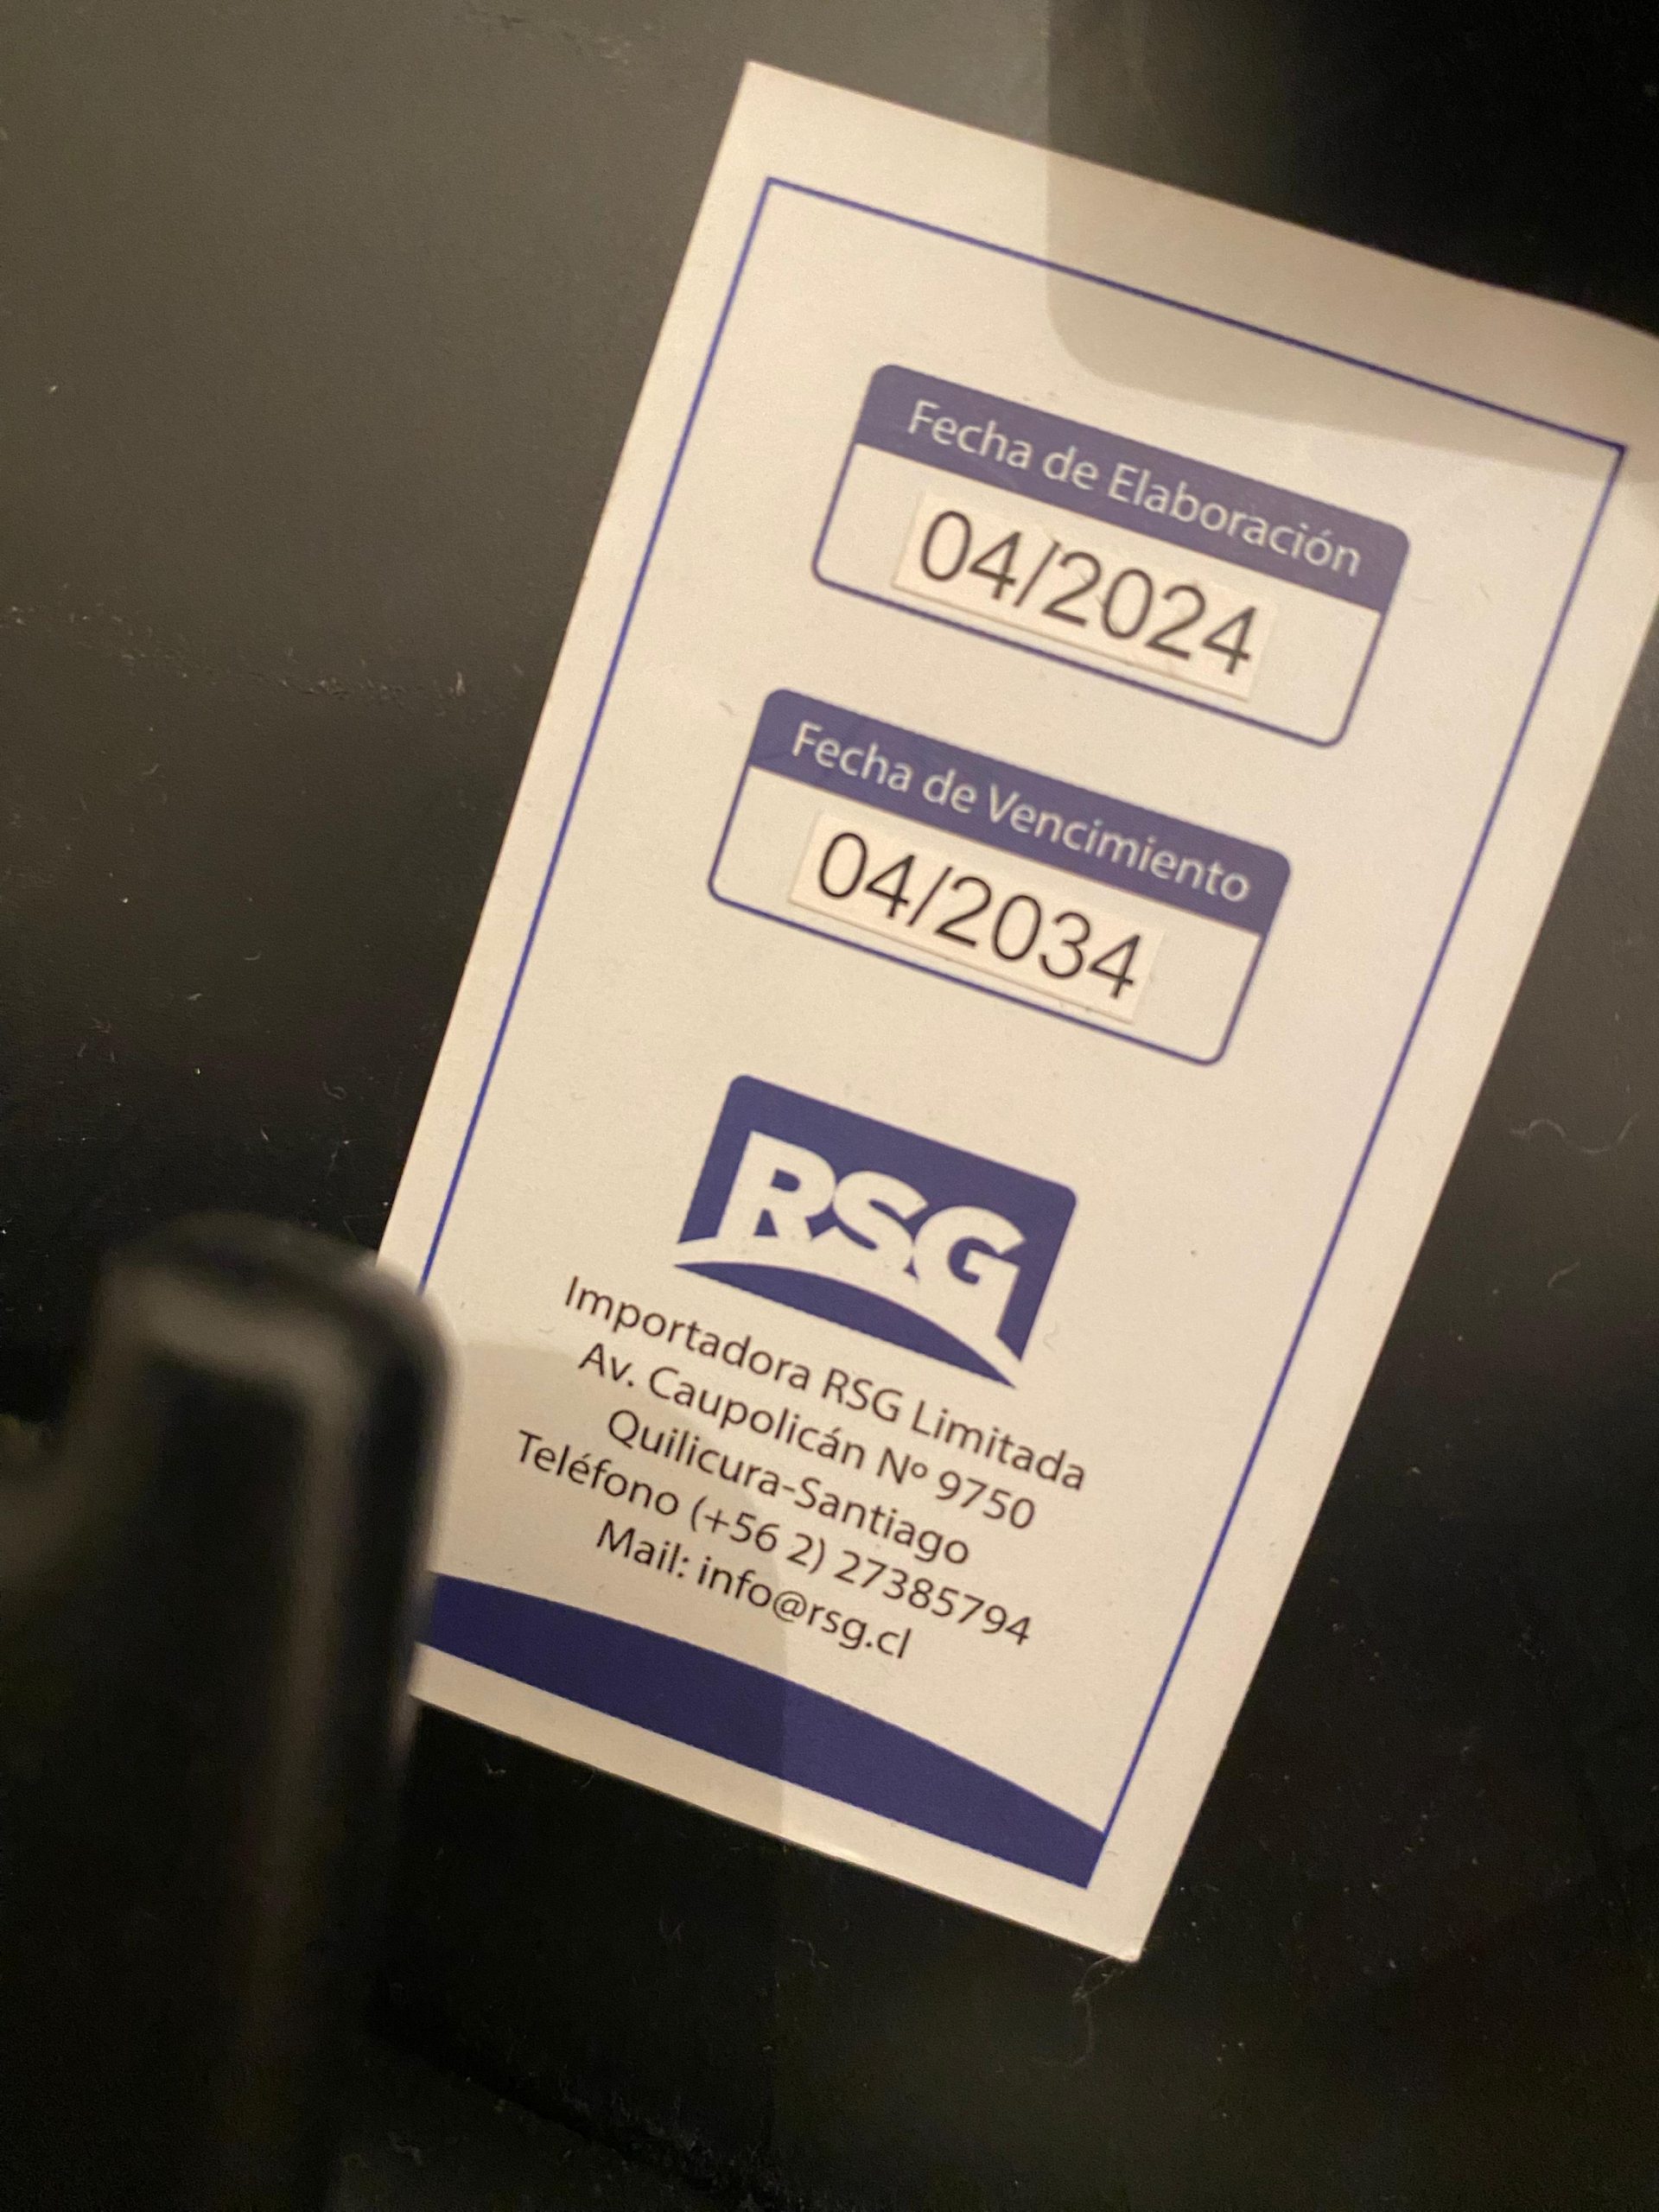 Fecha de Elaboración
04/2024
Fecha de Vencimiento
04/2034
RSG
Importadora RSG Limitada
Av. Caupolicán Nº 9750
Quilicura-Santiago
Teléfono (+56 2) 27385794
Mail: info@rsg.cl